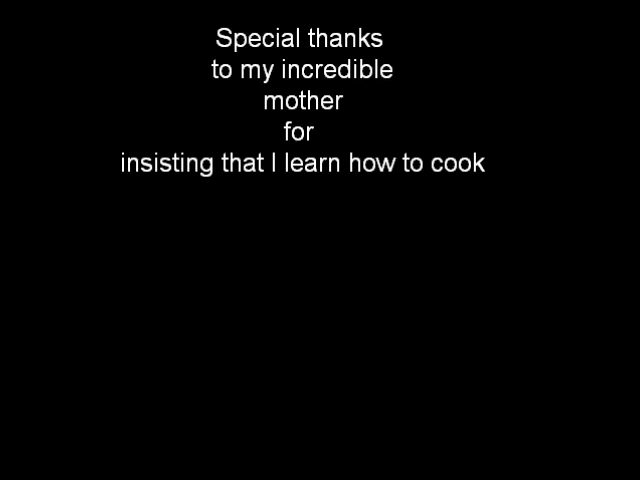 Special thanks
to my incredible
mother
for
insisting that I learn how to cook